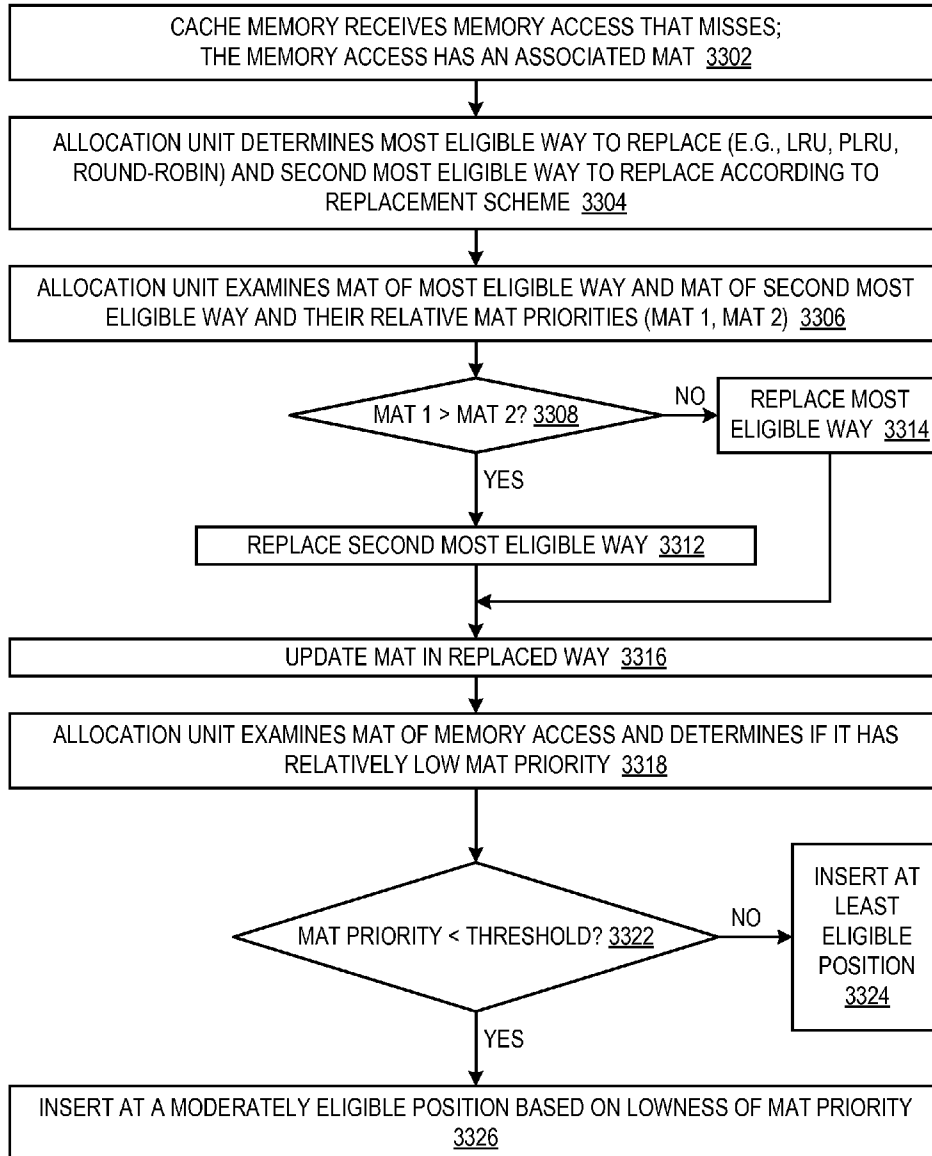 CACHE MEMORY RECEIVES MEMORY ACCESS THAT MISSES;
THE MEMORY ACCESS HAS AN ASSOCIATED MAT 3302
ALLOCATION UNIT DETERMINES MOST ELIGIBLE WAY TO REPLACE (E.G., LRU, PLRU,
ROUND-ROBIN) AND SECOND MOST ELIGIBLE WAY TO REPLACE ACCORDING TO
REPLACEMENT SCHEME 3304
ALLOCATION UNIT EXAMINES MAT OF MOST ELIGIBLE WAY AND MAT OF SECOND MOST
ELIGIBLE WAY AND THEIR RELATIVE MAT PRIORITIES (MAT 1, MAT 2) 3306
MAT 1 > MAT 2? 3308
NO
REPLACE MOST
ELIGIBLE WAY 3314
YES
REPLACE SECOND MOST ELIGIBLE WAY 3312
UPDATE MAT IN REPLACED WAY 3316
ALLOCATION UNIT EXAMINES MAT OF MEMORY ACCESS AND DETERMINES IF IT HAS
RELATIVELY LOW MAT PRIORITY 3318
MAT PRIORITY < THRESHOLD? 3322
NO
INSERT AT
LEAST
ELIGIBLE
POSITION
3324
YES
INSERT AT A MODERATELY ELIGIBLE POSITION BASED ON LOWNESS OF MAT PRIORITY
3326